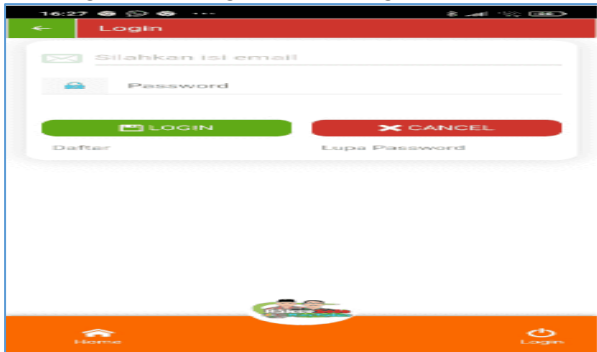 16:27
Login
Silahkan isi email
Password
LOGIN
CANCEL
Daftar
Lupa Password
Home
Login